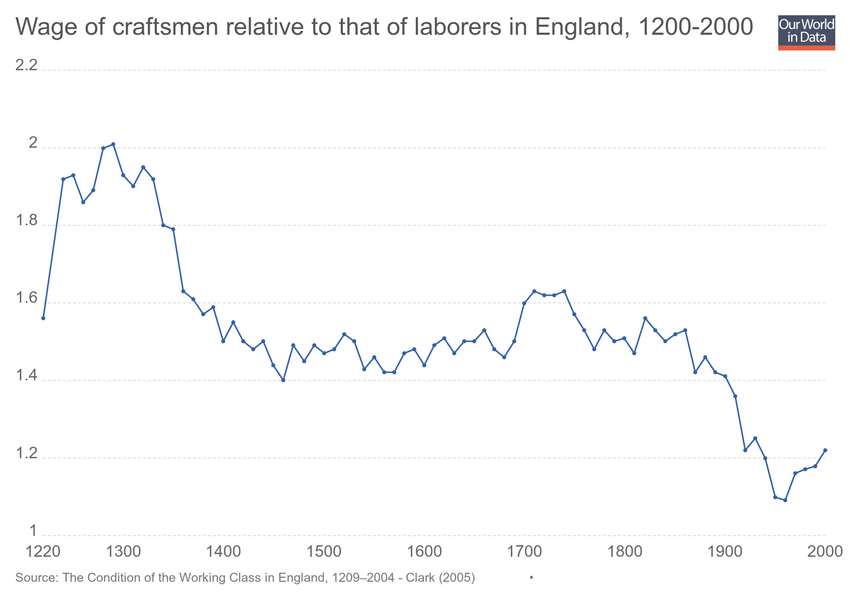 Wage of craftsmen relative to that of laborers in England, 1200-2000
Our World
in Data
2.2
2
1.8
1.6
1.4
1.2
1
1220 1300 1400 1500 1600 1700 1800 1900 2000
Source: The Condition of the Working Class in England, 1209–2004 - Clark (2005) •